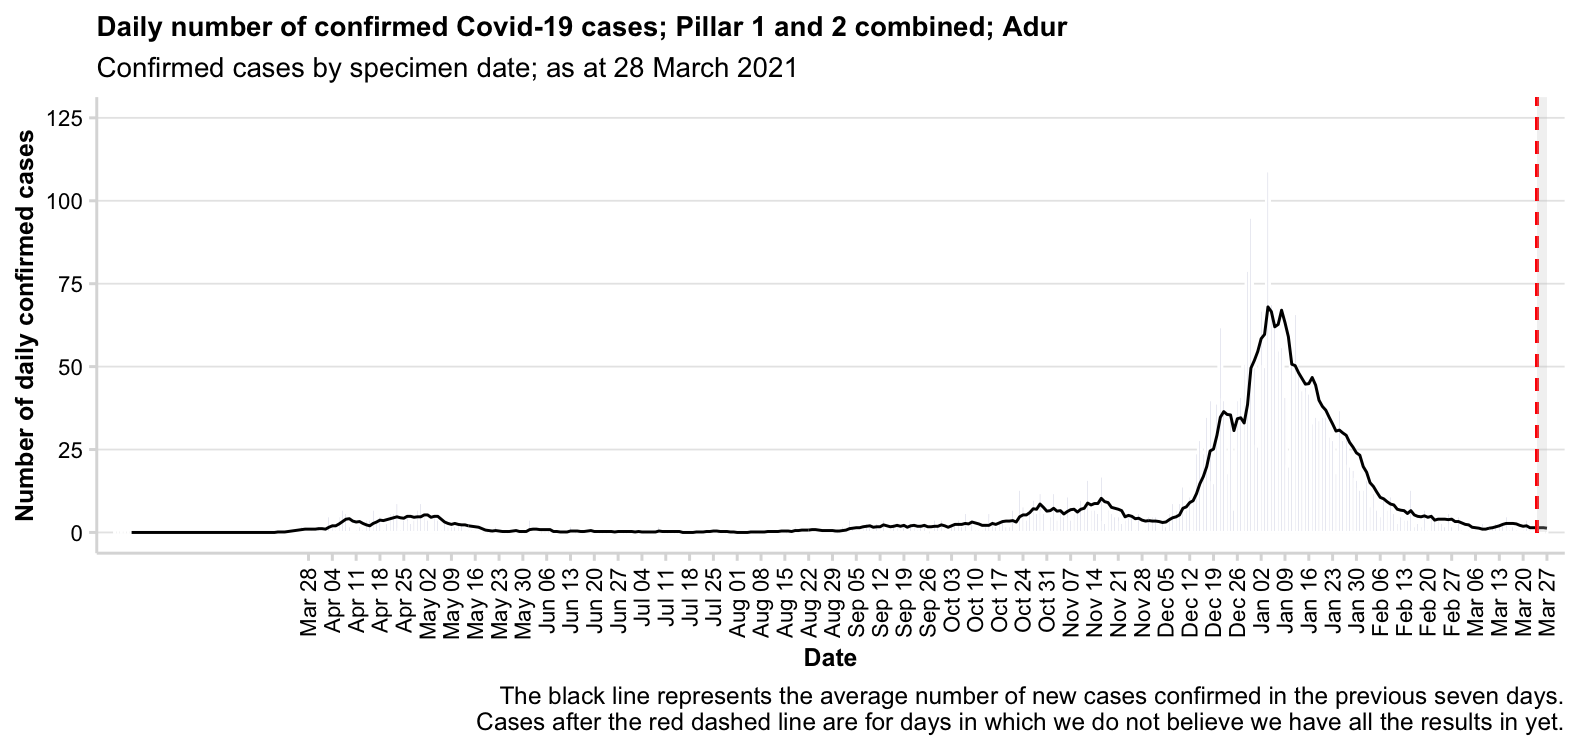 Daily number of confirmed Covid-19 cases; Pillar 1 and 2 combined; Adur
Confirmed cases by specimen date; as at 28 March 2021
Number of daily confirmed cases
125
100
75
50
25
0
Mar 28
Apr 04
Apr 11
Apr 18
Apr 25
May 02
May 09
May 16
May 23
May 30
Jun 06
Jun 13
Jun 20
Jun 27
Jul 04
Jul 11
Jul 18
Jul 25
Aug 01
Aug 08
Aug 15
Aug 22
Aug 29
Sep 05
Sep 12
Sep 19
Sep 26
Oct 03
Oct 10
Oct 17
Oct 24
Oct 31
Nov 07
Nov 14
Nov 21
Nov 28
Dec 05
Dec 12
Dec 19
Dec 26
Jan 02
Jan 09
Jan 16
Jan 23
Jan 30
Feb 06
Feb 13
Feb 20
Feb 27
Mar 06
Mar 13
Mar 20
Mar 27
Date
The black line represents the average number of new cases confirmed in the previous seven days.
Cases after the red dashed line are for days in which we do not believe we have all the results in yet.